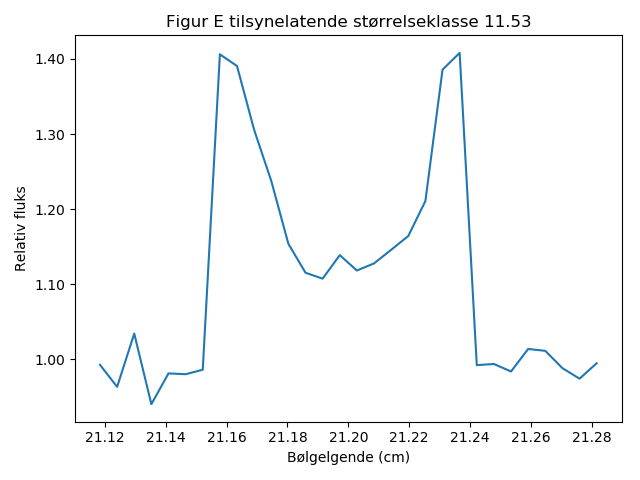 Figur E tilsynelatende størrelseklasse 11.53
Relativ fluks
1.40
1.30
1.20
1.10
1.00
21.12 21.14 21.16 21.18 21.20 21.22 21.24 21.26 21.28
Bølgelgende (cm)